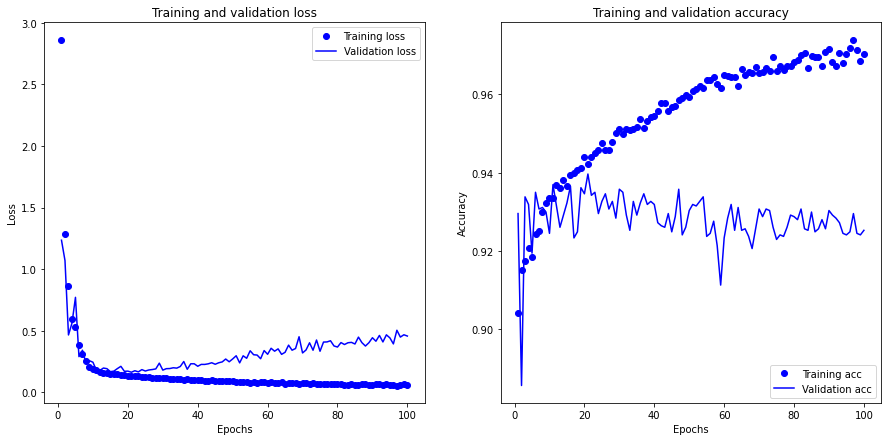 Training and validation loss
3.0
2.5
2.0
1.5
1.0
0.5
0.0
Loss
0 20 40 60 80 100
Epochs
Training loss
Validation loss
Training and validation accuracy
0.96
0.94
0.92
0.90
Accuracy
0 20 40 60 80 100
Epochs
Training acc
Validation acc